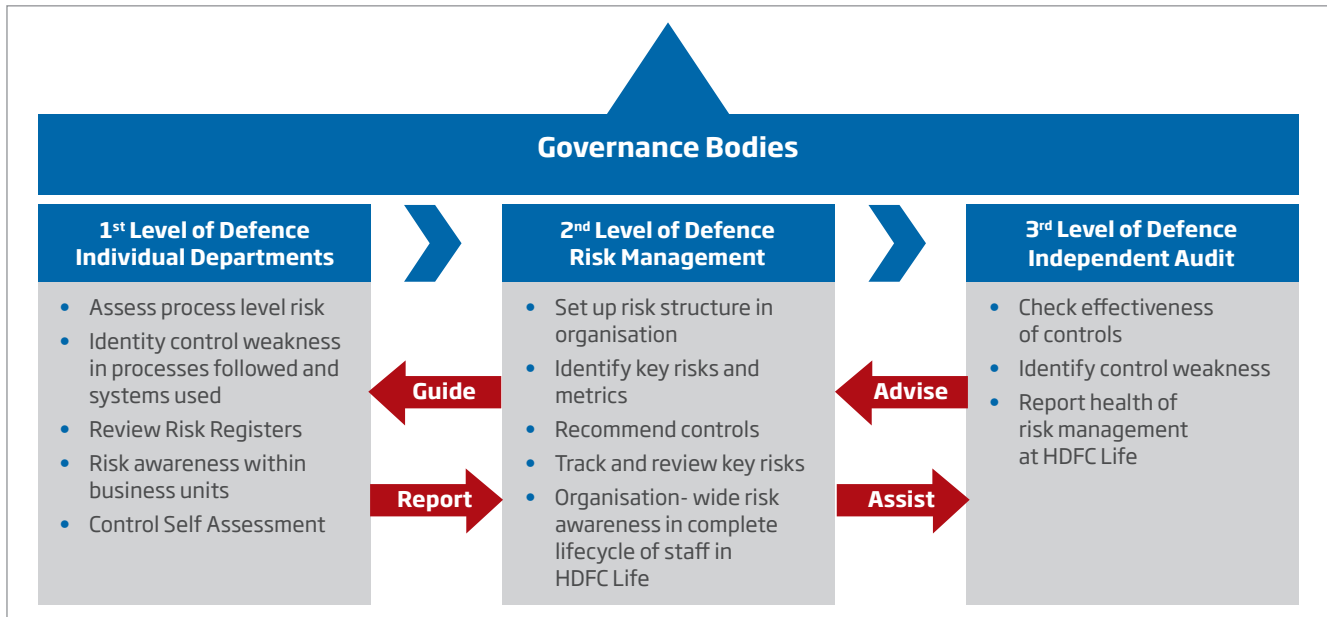 Governance Bodies
1st Level of Defence
Individual Departments
• Assess process level risk
• Identity control weakness
in processes followed and
systems used
• Review Risk Registers
• Risk awareness within
business units
• Control Self Assessment
Guide
Report
2nd Level of Defence
Risk Management
• Set up risk structure in
organisation
• Identify key risks and
metrics
• Recommend controls
• Track and review key risks
• Organisation- wide risk
awareness in complete
lifecycle of staff in
HDFC Life
Advise
Assist
3rd Level of Defence
Independent Audit
• Check effectiveness
of controls
• Identify control weakness
• Report health of
risk management
at HDFC Life